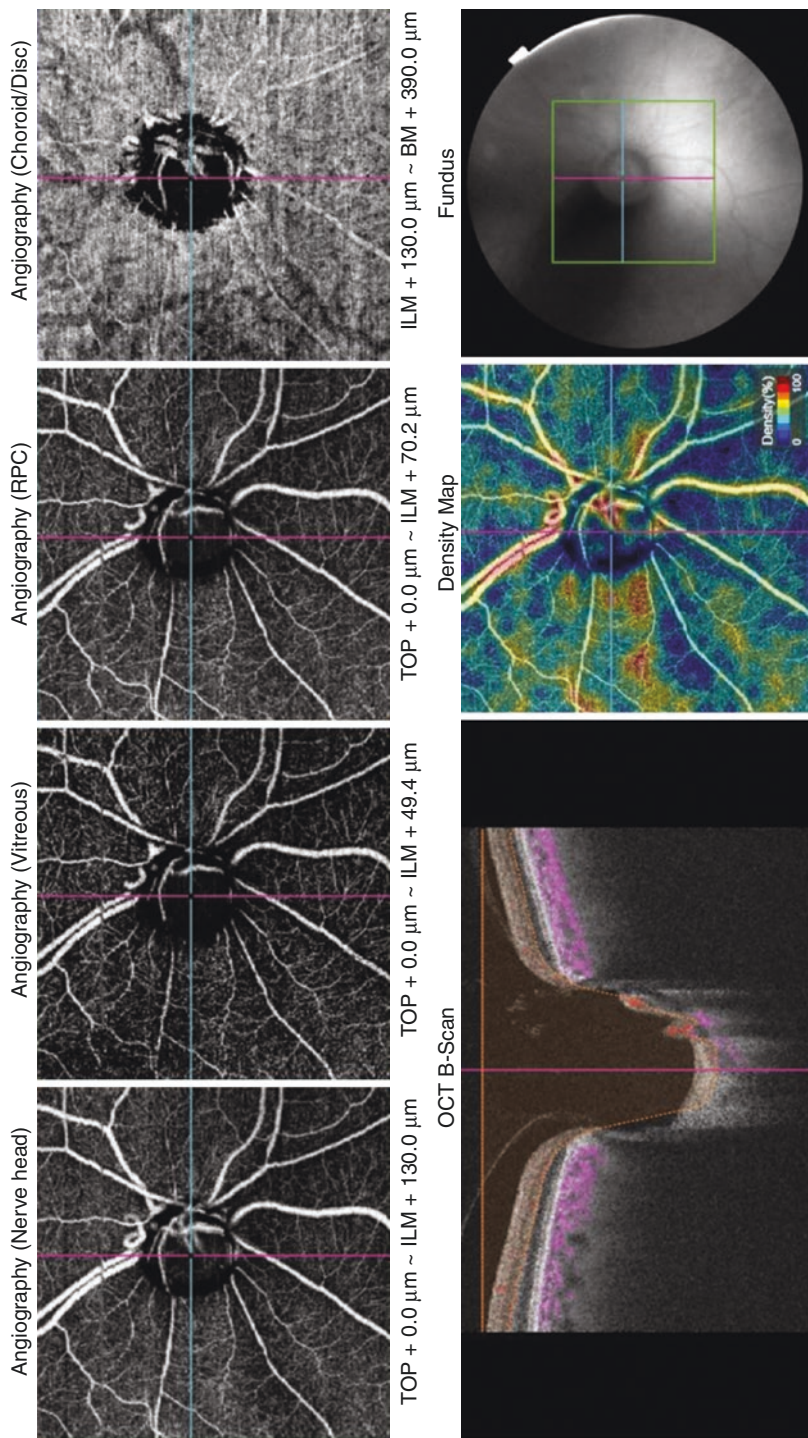 Angiography (Nerve head)
Angiography (Vitreous)
Angiography (RPC)
Angiography (Choroid/Disc)
TOP + 0.0 µm ~ ILM + 130.0 µm
TOP + 0.0 µm ~ ILM + 49.4 µm
TOP + 0.0 µm ~ ILM + 70.2 µm
ILM + 130.0 µm ~ BM + 390.0 µm
OCT B-Scan
Density Map
Fundus
Density(%)
0 100